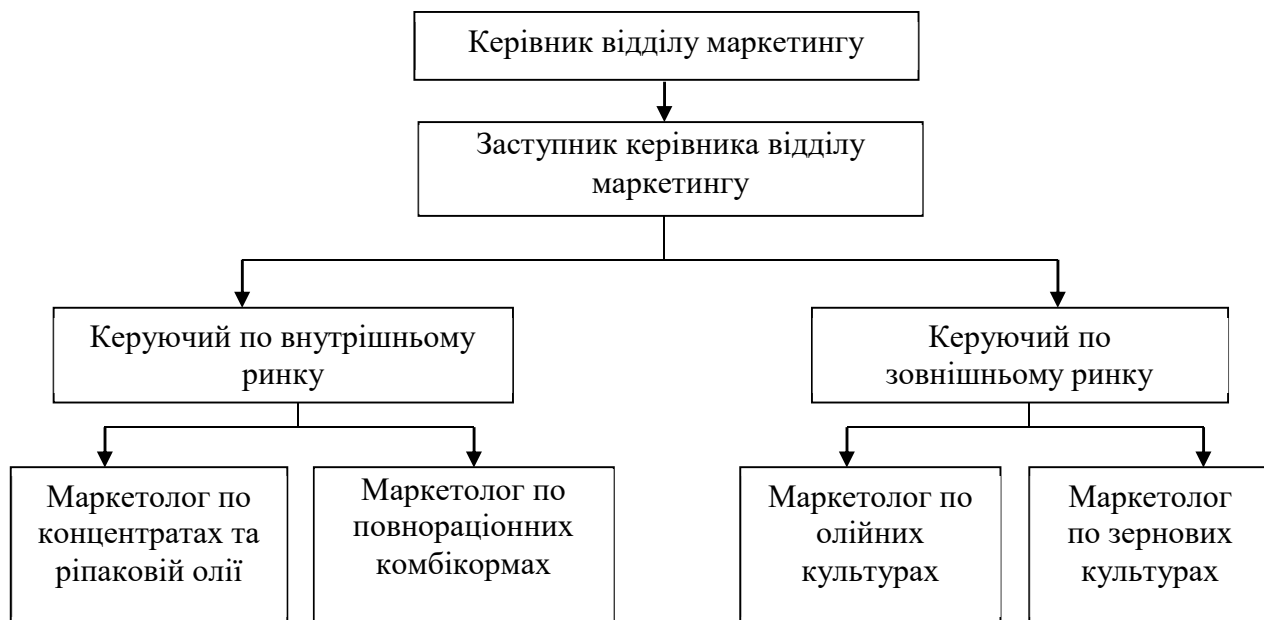 Керівник відділу маркетингу
Заступник керівника відділу
маркетингу
Керуючий по внутрішньому
ринку
Керуючий по
зовнішньому ринку
Маркетолог по
концентратах та
ріпаковій олії
Маркетолог по
повнораціонних
комбікормах
Маркетолог по
олійних
культурах
Маркетолог
по зернових
культурах